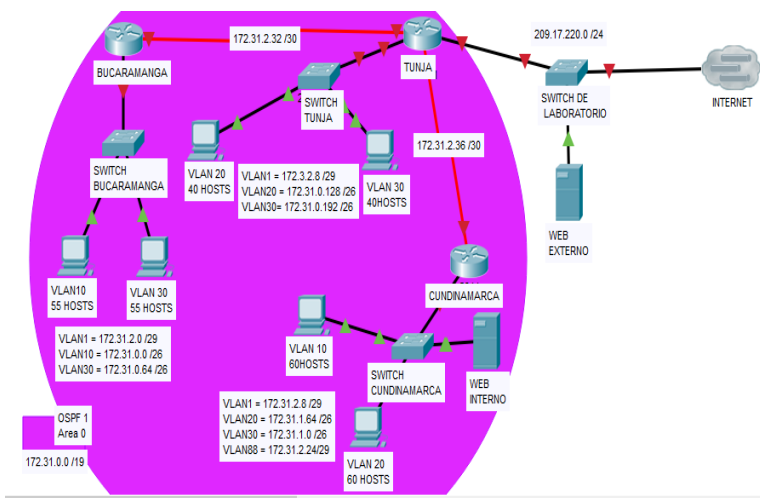 209.17.220.0 /24
172.31.2.32 /30
BUCARAMANGA
TUNJA
INTERNET
SWITCH DE
LABORATORIO
SWITCH
TUNJA
172.31.2.36 /30
SWITCH
BUCARAMANGA
VLAN 20
40 HOSTS
VLAN1 = 172.3.2.8 /29
VLAN20 = 172.31.0.128 /26
VLAN30= 172.31.0.192 /26
VLAN 30
40HOSTS
WEB
EXTERNO
VLAN10
55 HOSTS
VLAN 30
55 HOSTS
CUNDINAMARCA
VLAN1 = 172.31.2.0 /29
VLAN10 = 172.31.0.0 /26
VLAN30 = 172.31.0.64 /26
VLAN 10
60HOSTS
SWITCH
CUNDINAMARCA
WEB
INTERNO
VLAN1 = 172.31.2.8 /29
VLAN20 = 172.31.1.64 /26
VLAN30 = 172.31.1.0 /26
VLAN88 = 172.31.2.24/29
OSPF 1
Area 0
172.31.0.0 /19
VLAN 20
60 HOSTS